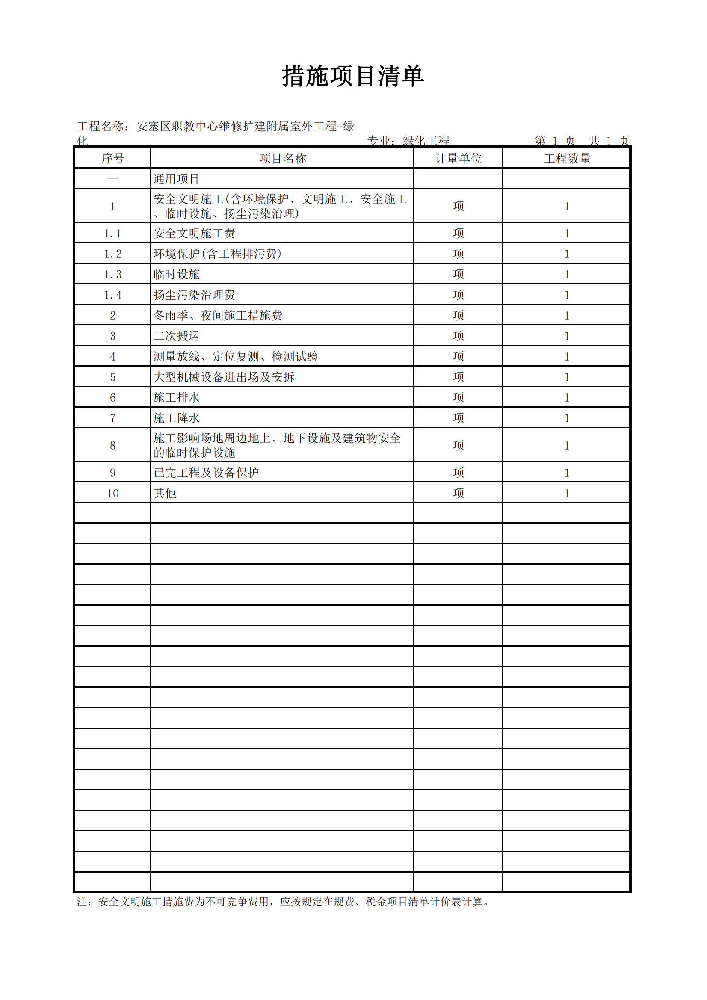 措施项目清单
工程名称：安塞区职教中心维修扩建附属室外工程-绿
化 专业：绿化工程 第 1 页 共 1 页
序号 项目名称 计量单位 工程数量
一 通用项目
1 安全文明施工(含环境保护、文明施工、安全施工
、临时设施、扬尘污染治理) 项 1
1.1 安全文明施工费 项 1
1.2 环境保护(含工程排污费) 项 1
1.3 临时设施 项 1
1.4 扬尘污染治理费 项 1
2 冬雨季、夜间施工措施费 项 1
3 二次搬运 项 1
4 测量放线、定位复测、检测试验 项 1
5 大型机械设备进出场及安拆 项 1
6 施工排水 项 1
7 施工降水 项 1
8 施工影响场地周边地上、地下设施及建筑物安全
的临时保护设施 项 1
9 已完工程及设备保护 项 1
10 其他 项 1
注：安全文明施工措施费为不可竞争费用，应按规定在规费、税金项目清单计价表计算。